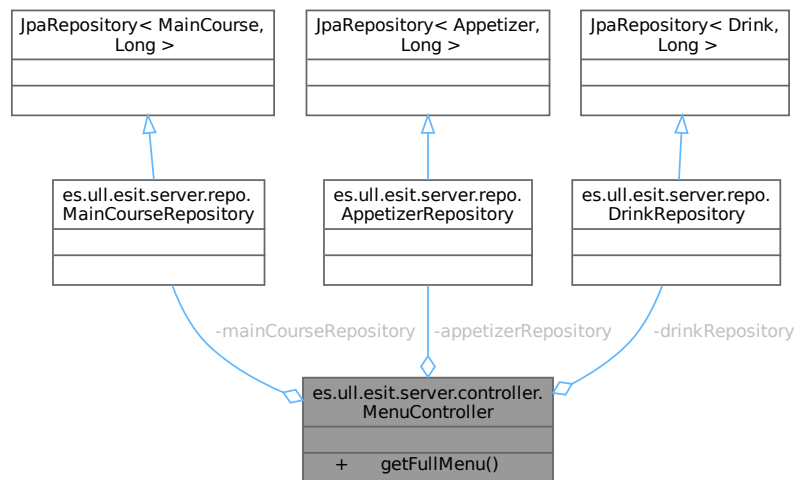 JpaRepository< MainCourse,
Long >
JpaRepository< Appetizer,
Long >
JpaRepository< Drink,
Long >
es.ull.esit.server.repo.
MainCourseRepository
es.ull.esit.server.repo.
AppetizerRepository
es.ull.esit.server.repo.
DrinkRepository
-mainCourseRepository
-appetizerRepository
-drinkRepository
es.ull.esit.server.controller.
MenuController
+ getFullMenu()